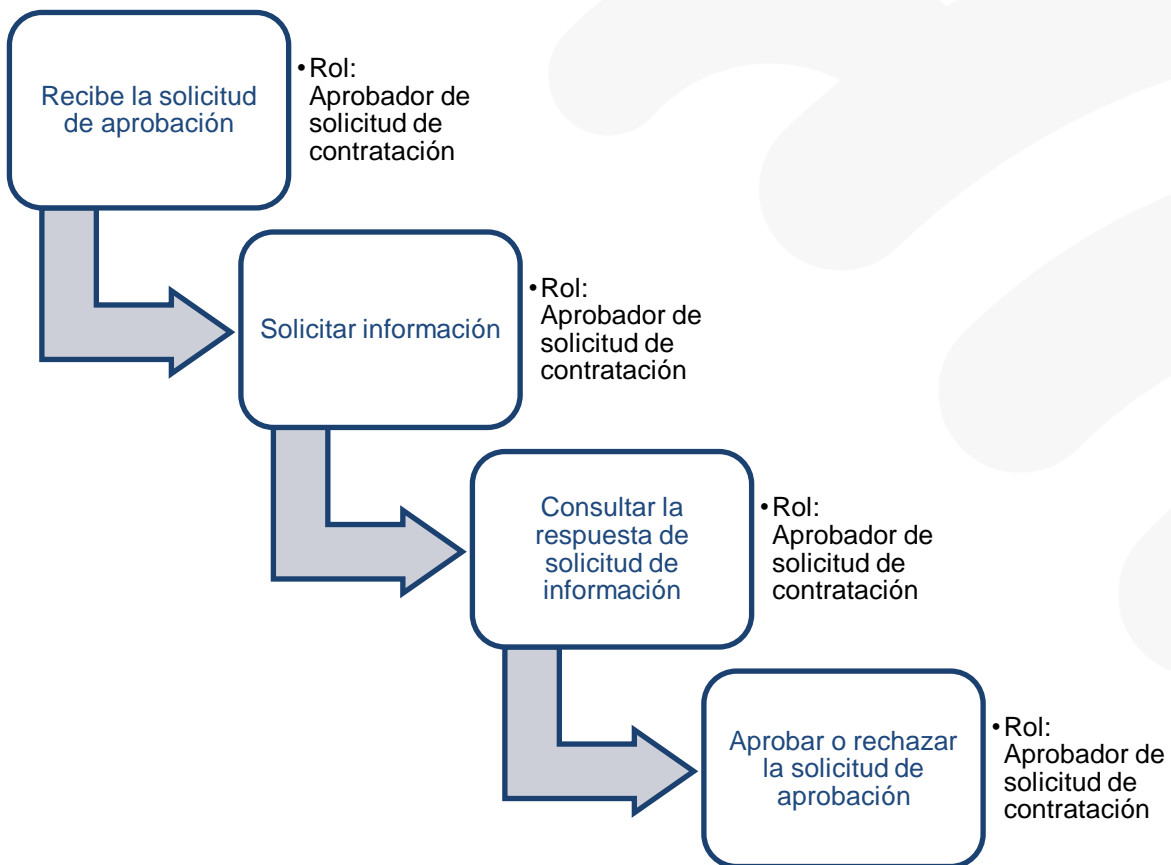 Recibe la solicitud
de aprobación
•Rol:
Aprobador de
solicitud de
contratación
Solicitar información
•Rol:
Aprobador de
solicitud de
contratación
Consultar la
respuesta de
solicitud de
información
•Rol:
Aprobador de
solicitud de
contratación
Aprobar o rechazar
la solicitud de
aprobación
•Rol:
Aprobador de
solicitud de
contratación